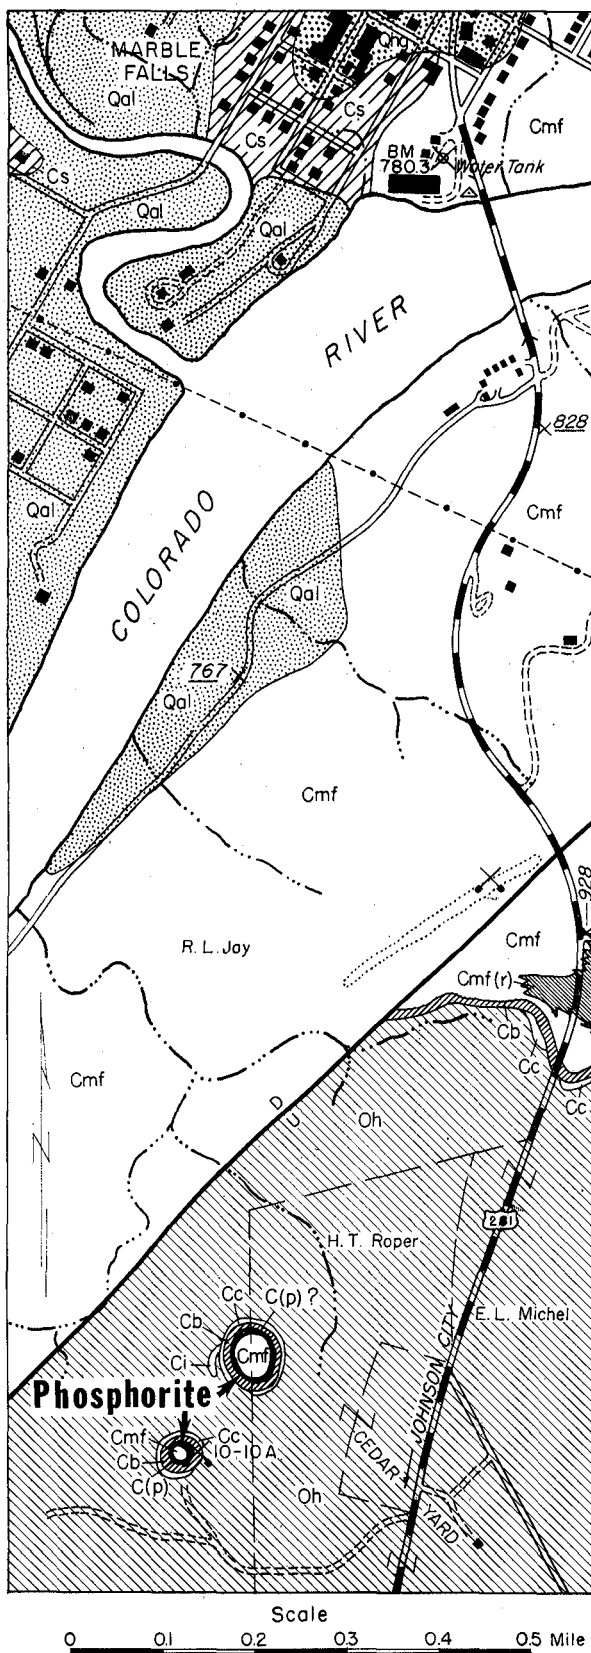 MARBLE
FALLS
Qal
Qhg
Cs
Cs
Cmf
BM
780.3
Water Tank
Cs
Qal
Qal
RIVER
828
Cmf
COLORADO
Qal
Qal
767
Qal
Cmf
928
R. L. Jay
Cmf
Cmf(r)
Cb
Cc
Cc
Cmf
D
U
Oh
281
H. T. Roper
E. L. Michel
Cc
C(p) ?
Cb
Cmf
Ci
Phosphorite
JOHNSON CITY
Cmf
Cc
10-10A
Cb
C(p)
CEDAR YARD
Oh
N
Scale
0 0.1 0.2 0.3 0.4 0.5 Mile